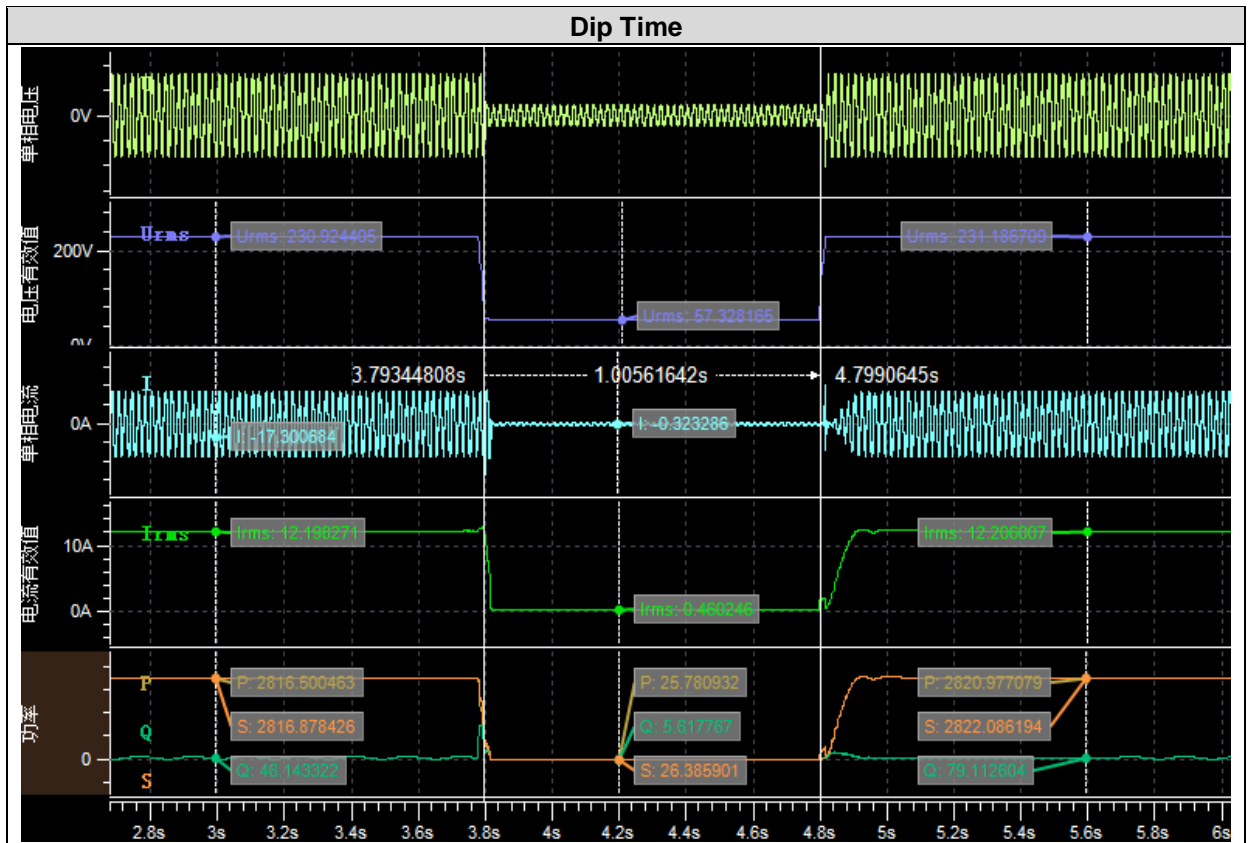 Dip Time
单相电压
0V
电压有效值
Urms
Urms: 230.924405
Urms: 231.186709
200V
Urms: 57.328165
0V
单相电流
I
3.79344808s
1.00561642s
4.7990645s
0A
I: -17.300684
I: -0.323286
电流有效值
Irms
Irms: 12.198271
Irms: 12.206007
10A
0A
Irms: 0.460246
功率
P
P: 2816.500463
P: 25.780932
P: 2820.977079
Q
S: 2816.878426
Q: 5.617767
S: 2822.086194
0
S
Q: 46.143322
S: 26.385901
Q: 79.112604
2.8s 3s 3.2s 3.4s 3.6s 3.8s 4s 4.2s 4.4s 4.6s 4.8s 5s 5.2s 5.4s 5.6s 5.8s 6s